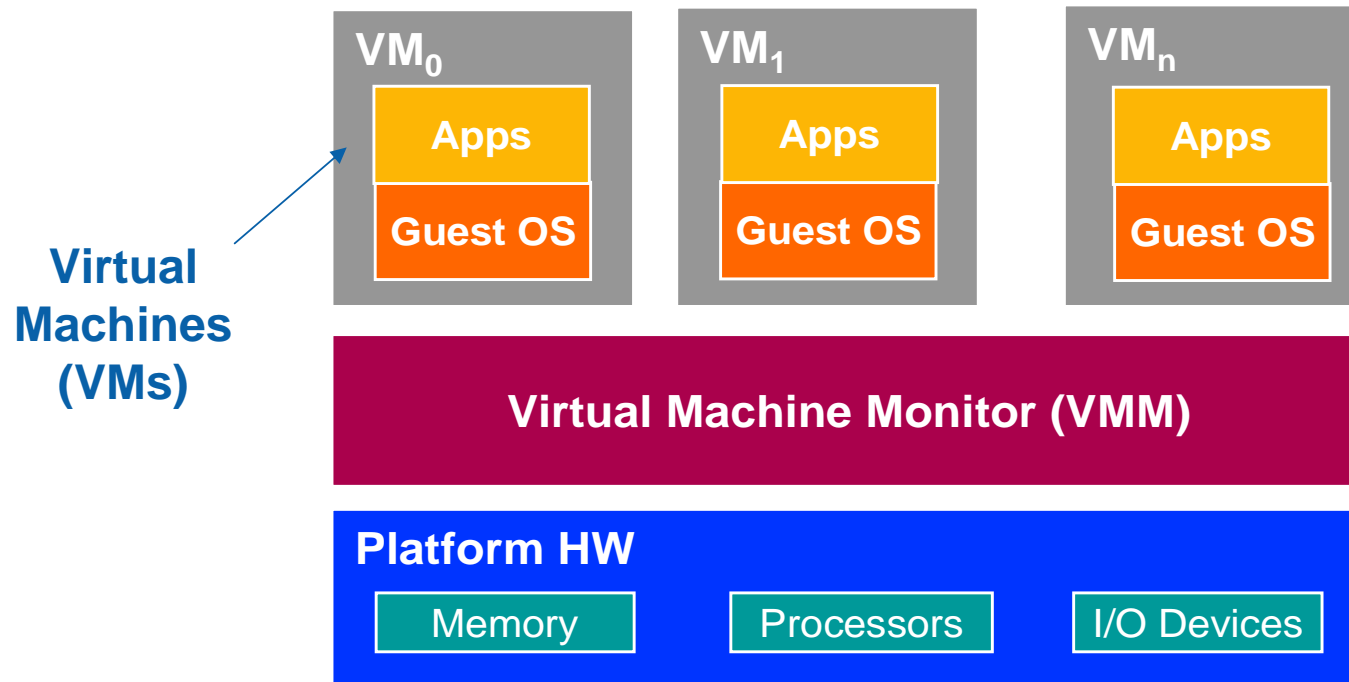 VM₀
Apps
Guest OS
VM₁
Apps
Guest OS
VMₙ
Apps
Guest OS
Virtual
Machines
(VMs)
Virtual Machine Monitor (VMM)
Platform HW
Memory
Processors
I/O Devices